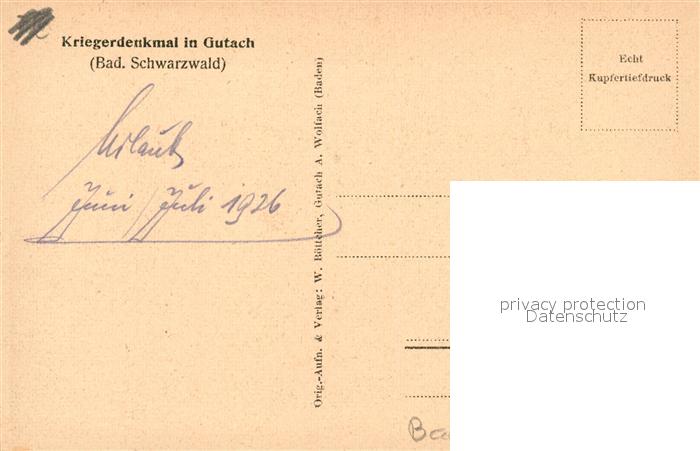 Kriegerdenkmal in Gutach
(Bad. Schwarzwald)
Urlaub
Juni / Juli 1926
Orig.-Aufn. & Verlag: W. Böttcher, Gutach A. Wolfach (Baden)
Echt
Kupfertiefdruck
privacy protection
Datenschutz
Ba